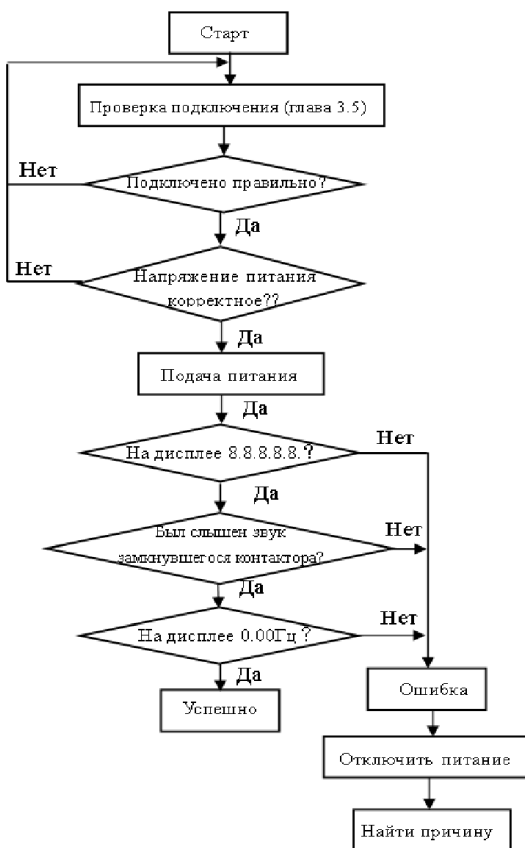 Старт
Проверка подключения (глава 3.5)
Нет
Подключено правильно?
Да
Нет
Напряжение питания
корректное??
Да
Подача питания
Да
На дисплее 8.8.8.8.8.?
Нет
Да
Был слышен звук
замкнувшегося контактора?
Нет
Да
На дисплее 0.00Гц ?
Нет
Да
Успешно
Ошибка
Отключить питание
Найти причину